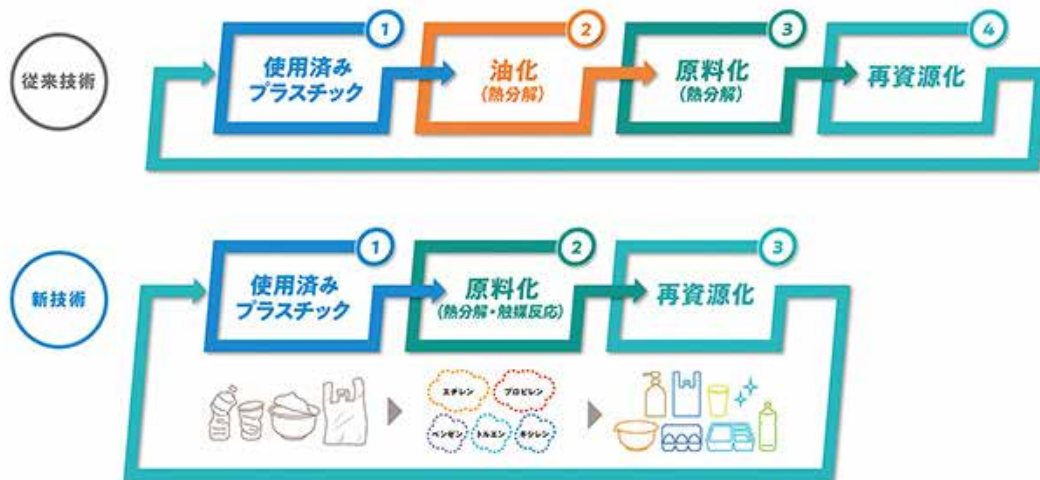 従来技術
1
使用済み
プラスチック
2
油化
(熱分解)
3
原料化
(熱分解)
4
再資源化
新技術
1
使用済み
プラスチック
2
原料化
(熱分解・触媒反応)
3
再資源化
エチレン
プロピレン
ベンゼン
トルエン
キシレン